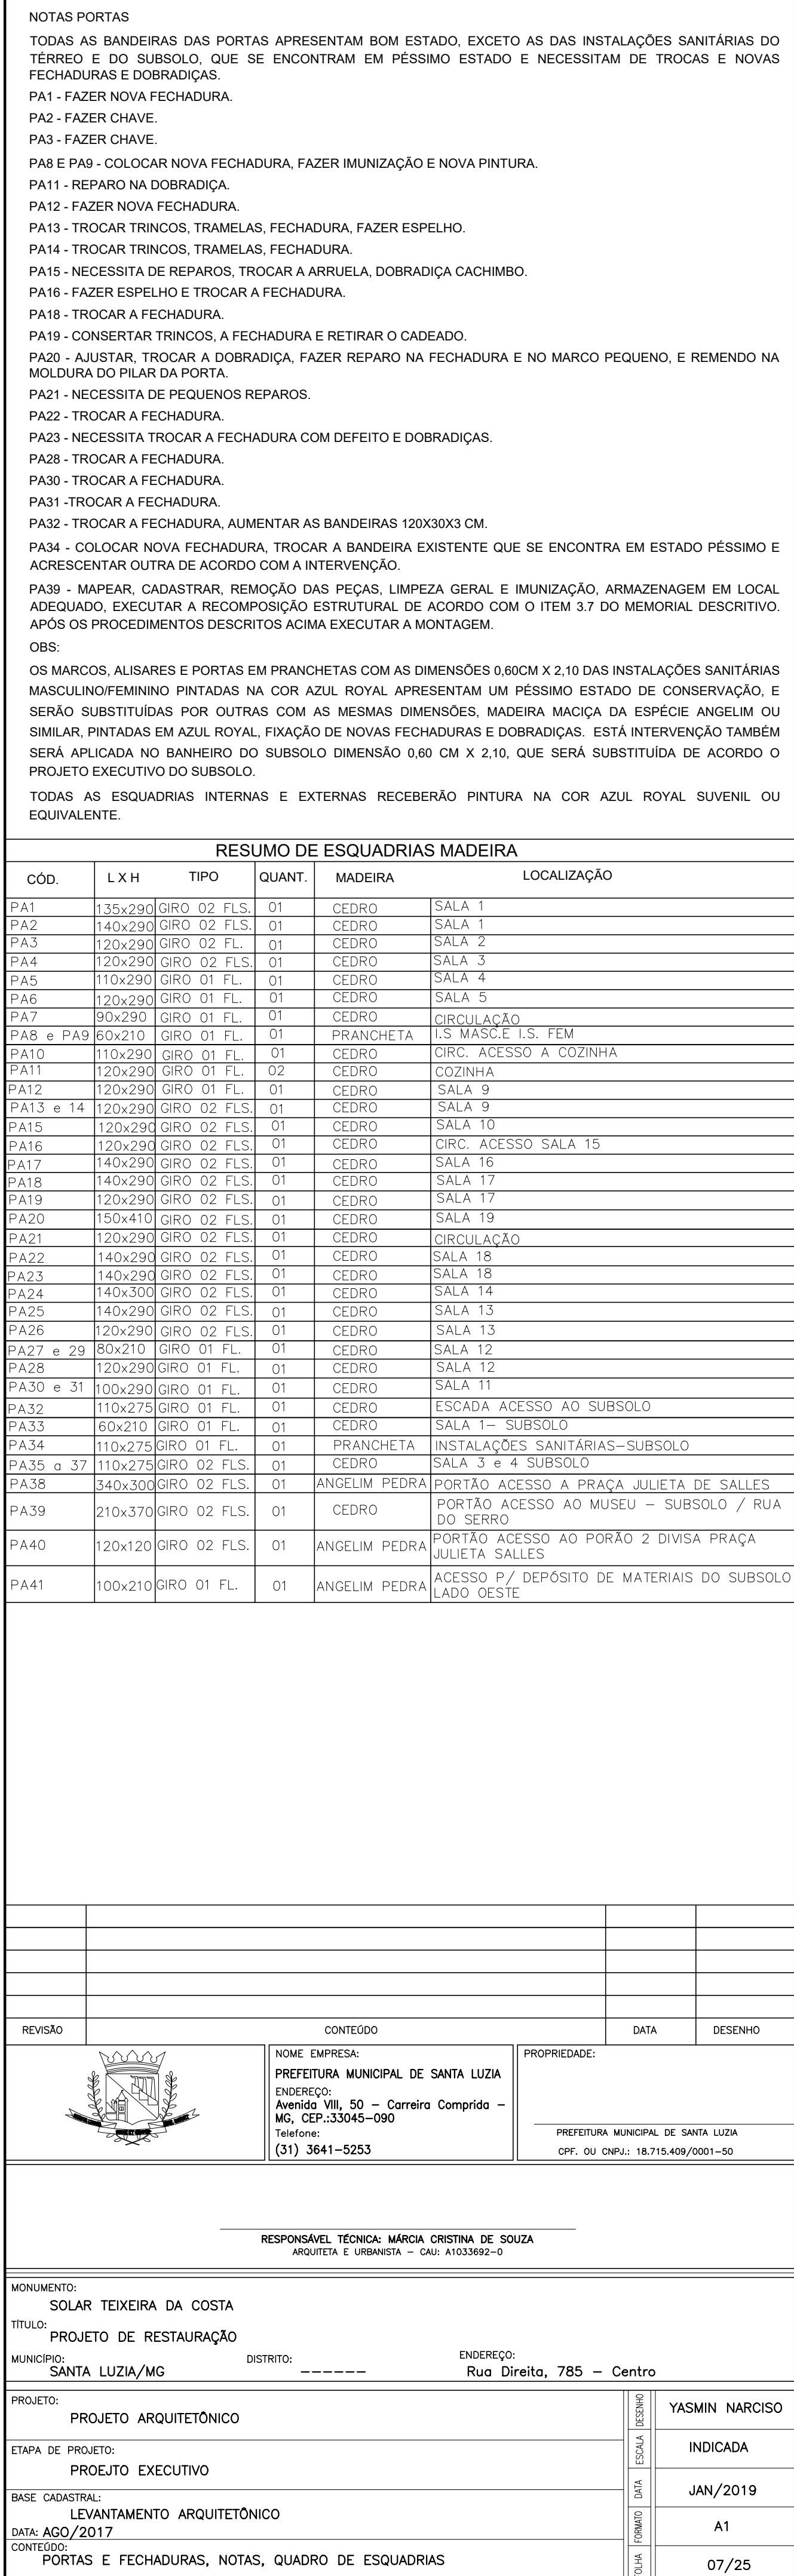 NOTAS PORTAS
TODAS AS BANDEIRAS DAS PORTAS APRESENTAM BOM ESTADO, EXCETO AS DAS INSTALAÇÕES SANITÁRIAS DO
TÉRREO E DO SUBSOLO, QUE SE ENCONTRAM EM PÉSSIMO ESTADO E NECESSITAM DE TROCAS E NOVAS
FECHADURAS E DOBRADIÇAS.
PA1 - FAZER NOVA FECHADURA.
PA2 - FAZER CHAVE.
PA3 - FAZER CHAVE.
PA8 E PA9 - COLOCAR NOVA FECHADURA, FAZER IMUNIZAÇÃO E NOVA PINTURA.
PA11 - REPARO NA DOBRADIÇA.
PA12 - FAZER NOVA FECHADURA.
PA13 - TROCAR TRINCOS, TRAMELAS, FECHADURA, FAZER ESPELHO.
PA14 - TROCAR TRINCOS, TRAMELAS, FECHADURA.
PA15 - NECESSITA DE REPAROS, TROCAR A ARRUELA, DOBRADIÇA CACHIMBO.
PA16 - FAZER ESPELHO E TROCAR A FECHADURA.
PA18 - TROCAR A FECHADURA.
PA19 - CONSERTAR TRINCOS, A FECHADURA E RETIRAR O CADEADO.
PA20 - AJUSTAR, TROCAR A DOBRADIÇA, FAZER REPARO NA FECHADURA E NO MARCO PEQUENO, E REMENDO NA
MOLDURA DO PILAR DA PORTA.
PA21 - NECESSITA DE PEQUENOS REPAROS.
PA22 - TROCAR A FECHADURA.
PA23 - NECESSITA TROCAR A FECHADURA COM DEFEITO E DOBRADIÇAS.
PA28 - TROCAR A FECHADURA.
PA30 - TROCAR A FECHADURA.
PA31 -TROCAR A FECHADURA.
PA32 - TROCAR A FECHADURA, AUMENTAR AS BANDEIRAS 120X30X3 CM.
PA34 - COLOCAR NOVA FECHADURA, TROCAR A BANDEIRA EXISTENTE QUE SE ENCONTRA EM ESTADO PÉSSIMO E
ACRESCENTAR OUTRA DE ACORDO COM A INTERVENÇÃO.
PA39 - MAPEAR, CADASTRAR, REMOÇÃO DAS PEÇAS, LIMPEZA GERAL E IMUNIZAÇÃO, ARMAZENAGEM EM LOCAL
ADEQUADO, EXECUTAR A RECOMPOSIÇÃO ESTRUTURAL DE ACORDO COM O ITEM 3.7 DO MEMORIAL DESCRITIVO.
APÓS OS PROCEDIMENTOS DESCRITOS ACIMA EXECUTAR A MONTAGEM.
OBS:
OS MARCOS, ALISARES E PORTAS EM PRANCHETAS COM AS DIMENSÕES 0,60CM X 2,10 DAS INSTALAÇÕES SANITÁRIAS
MASCULINO/FEMININO PINTADAS NA COR AZUL ROYAL APRESENTAM UM PÉSSIMO ESTADO DE CONSERVAÇÃO, E
SERÃO SUBSTITUÍDAS POR OUTRAS COM AS MESMAS DIMENSÕES, MADEIRA MACIÇA DA ESPÉCIE ANGELIM OU
SIMILAR, PINTADAS EM AZUL ROYAL, FIXAÇÃO DE NOVAS FECHADURAS E DOBRADIÇAS. ESTÁ INTERVENÇÃO TAMBÉM
SERÁ APLICADA NO BANHEIRO DO SUBSOLO DIMENSÃO 0,60 CM X 2,10, QUE SERÁ SUBSTITUÍDA DE ACORDO O
PROJETO EXECUTIVO DO SUBSOLO.
TODAS AS ESQUADRIAS INTERNAS E EXTERNAS RECEBERÃO PINTURA NA COR AZUL ROYAL SUVENIL OU
EQUIVALENTE.
RESUMO DE ESQUADRIAS MADEIRA
CÓD. L X H TIPO QUANT. MADEIRA LOCALIZAÇÃO
PA1 135x290 GIRO 02 FLS. 01 CEDRO SALA 1
PA2 140x290 GIRO 02 FLS. 01 CEDRO SALA 1
PA3 120x290 GIRO 02 FL. 01 CEDRO SALA 2
PA4 120x290 GIRO 02 FLS. 01 CEDRO SALA 3
PA5 110x290 GIRO 01 FL. 01 CEDRO SALA 4
PA6 120x290 GIRO 01 FL. 01 CEDRO SALA 5
PA7 90x290 GIRO 01 FL. 01 CEDRO CIRCULAÇÃO
PA8 e PA9 60x210 GIRO 01 FL. 01 PRANCHETA I.S MASC.E I.S. FEM
PA10 110x290 GIRO 01 FL. 01 CEDRO CIRC. ACESSO A COZINHA
PA11 120x290 GIRO 01 FL. 02 CEDRO COZINHA
PA12 120x290 GIRO 01 FL. 01 CEDRO SALA 9
PA13 e 14 120x290 GIRO 02 FLS. 01 CEDRO SALA 9
PA15 120x290 GIRO 02 FLS. 01 CEDRO SALA 10
PA16 120x290 GIRO 02 FLS. 01 CEDRO CIRC. ACESSO SALA 15
PA17 140x290 GIRO 02 FLS. 01 CEDRO SALA 16
PA18 140x290 GIRO 02 FLS. 01 CEDRO SALA 17
PA19 120x290 GIRO 02 FLS. 01 CEDRO SALA 17
PA20 150x410 GIRO 02 FLS. 01 CEDRO SALA 19
PA21 120x290 GIRO 02 FLS. 01 CEDRO CIRCULAÇÃO
PA22 140x290 GIRO 02 FLS. 01 CEDRO SALA 18
PA23 140x290 GIRO 02 FLS. 01 CEDRO SALA 18
PA24 140x300 GIRO 02 FLS. 01 CEDRO SALA 14
PA25 140x290 GIRO 02 FLS. 01 CEDRO SALA 13
PA26 120x290 GIRO 02 FLS. 01 CEDRO SALA 13
PA27 e 29 80x210 GIRO 01 FL. 01 CEDRO SALA 12
PA28 120x290 GIRO 01 FL. 01 CEDRO SALA 12
PA30 e 31 100x290 GIRO 01 FL. 01 CEDRO SALA 11
PA32 110x275 GIRO 01 FL. 01 CEDRO ESCADA ACESSO AO SUBSOLO
PA33 60x210 GIRO 01 FL. 01 CEDRO SALA 1- SUBSOLO
PA34 110x275 GIRO 01 FL. 01 PRANCHETA INSTALAÇÕES SANITÁRIAS-SUBSOLO
PA35 a 37 110x275 GIRO 02 FLS. 01 CEDRO SALA 3 e 4 SUBSOLO
PA38 340x300 GIRO 02 FLS. 01 ANGELIM PEDRA PORTÃO ACESSO A PRAÇA JULIETA DE SALLES
PA39 210x370 GIRO 02 FLS. 01 CEDRO PORTÃO ACESSO AO MUSEU - SUBSOLO / RUA
DO SERRO
PA40 120x120 GIRO 02 FLS. 01 ANGELIM PEDRA PORTÃO ACESSO AO PORÃO 2 DIVISA PRAÇA
JULIETA SALLES
PA41 100x210 GIRO 01 FL. 01 ANGELIM PEDRA ACESSO P/ DEPÓSITO DE MATERIAIS DO SUBSOLO
LADO OESTE
REVISÃO CONTEÚDO DATA DESENHO
NOME EMPRESA:
PREFEITURA MUNICIPAL DE SANTA LUZIA
ENDEREÇO:
Avenida VIII, 50 - Carreira Comprida -
MG, CEP.:33045-090
Telefone:
(31) 3641-5253
PROPRIEDADE:
PREFEITURA MUNICIPAL DE SANTA LUZIA
CPF. OU CNPJ.: 18.715.409/0001-50
RESPONSÁVEL TÉCNICA: MÁRCIA CRISTINA DE SOUZA
ARQUITETA E URBANISTA - CAU: A1033692-0
MONUMENTO:
SOLAR TEIXEIRA DA COSTA
TÍTULO:
PROJETO DE RESTAURAÇÃO
MUNICÍPIO: DISTRITO: ENDEREÇO:
SANTA LUZIA/MG ------ Rua Direita, 785 - Centro
PROJETO:
PROJETO ARQUITETÔNICO
DESENHO YASMIN NARCISO
ETAPA DE PROJETO:
PROEJTO EXECUTIVO
ESCALA INDICADA
BASE CADASTRAL:
LEVANTAMENTO ARQUITETÔNICO
DATA: AGO/2017
DATA JAN/2019
FORMATO A1
CONTEÚDO:
PORTAS E FECHADURAS, NOTAS, QUADRO DE ESQUADRIAS
OLHA 07/25